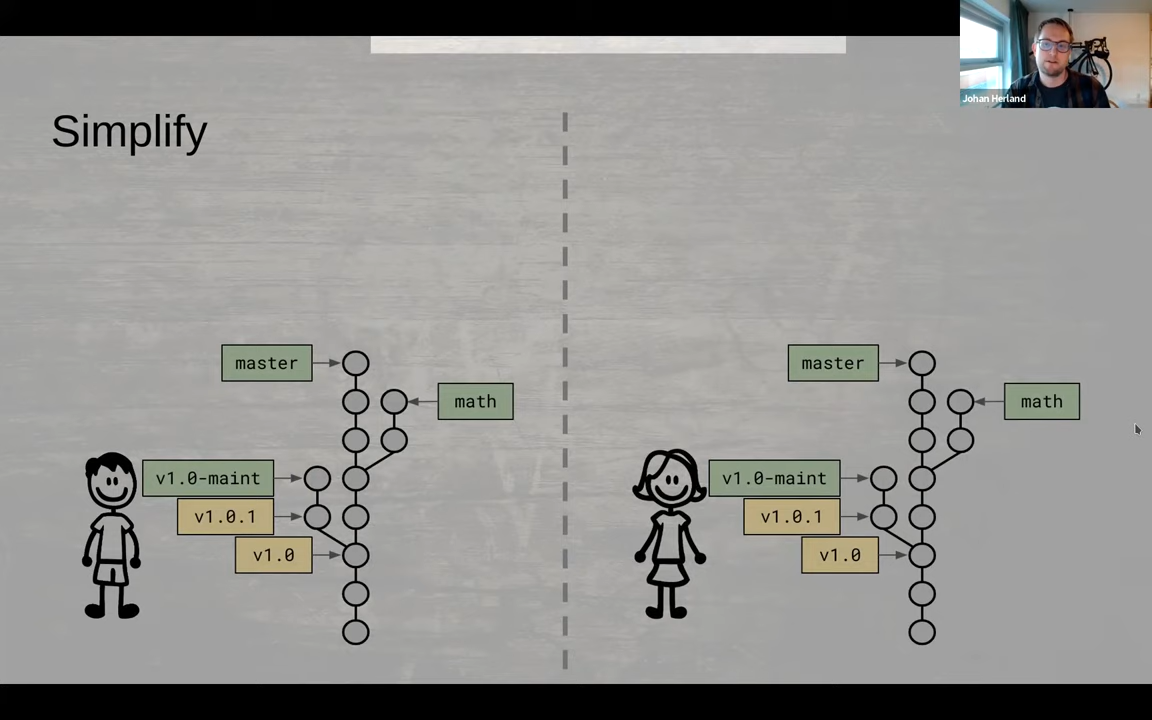 Johan Herland
Simplify
master
math
v1.0-maint
v1.0.1
v1.0
master
math
v1.0-maint
v1.0.1
v1.0